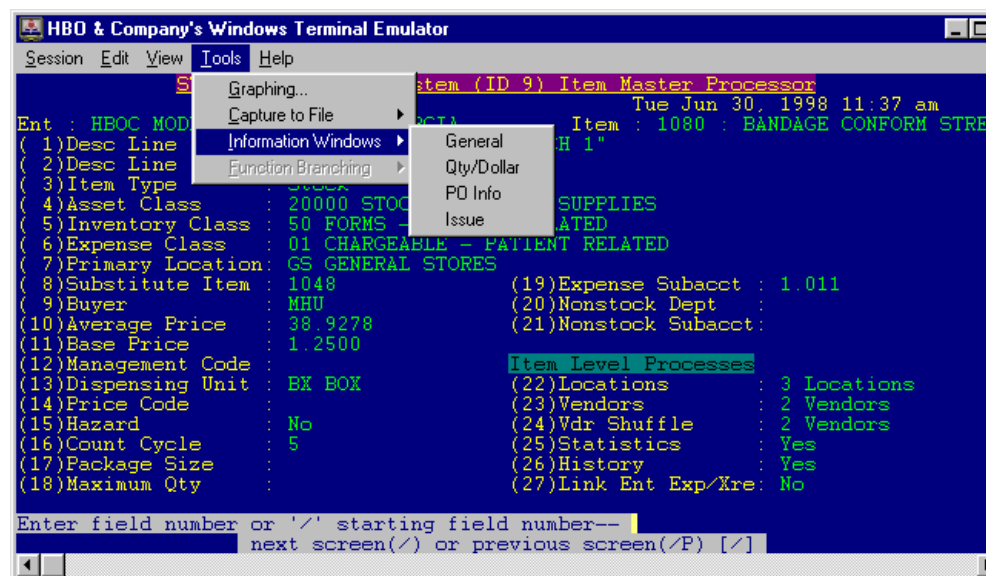 HBO & Company's Windows Terminal Emulator
Session Edit View Tools Help
stem (ID 9) Item Master Processor
Graphing...
Capture to File
Information Windows
Function Branching
General
Qty/Dollar
PO Info
Issue
Tue Jun 30, 1998 11:37 am
Ent : HBOC MOD Item : 1080 : BANDAGE CONFORM STRE
( 1)Desc Line CH 1"
( 2)Desc Line
( 3)Item Type : Stock
( 4)Asset Class : 20000 STOC SUPPLIES
( 5)Inventory Class : 50 FORMS - ATED
( 6)Expense Class : 01 CHARGEABLE - PATIENT RELATED
( 7)Primary Location: GS GENERAL STORES
( 8)Substitute Item : 1048 (19)Expense Subacct : 1.011
( 9)Buyer : MHU (20)Nonstock Dept :
(10)Average Price : 38.9278 (21)Nonstock Subacct:
(11)Base Price : 1.2500
(12)Management Code : Item Level Processes
(13)Dispensing Unit : BX BOX (22)Locations : 3 Locations
(14)Price Code : (23)Vendors : 2 Vendors
(15)Hazard : No (24)Vdr Shuffle : 2 Vendors
(16)Count Cycle : 5 (25)Statistics : Yes
(17)Package Size : (26)History : Yes
(18)Maximum Qty : (27)Link Ent Exp/Xre: No
Enter field number or '/' starting field number--
next screen(/) or previous screen(/P) [/]